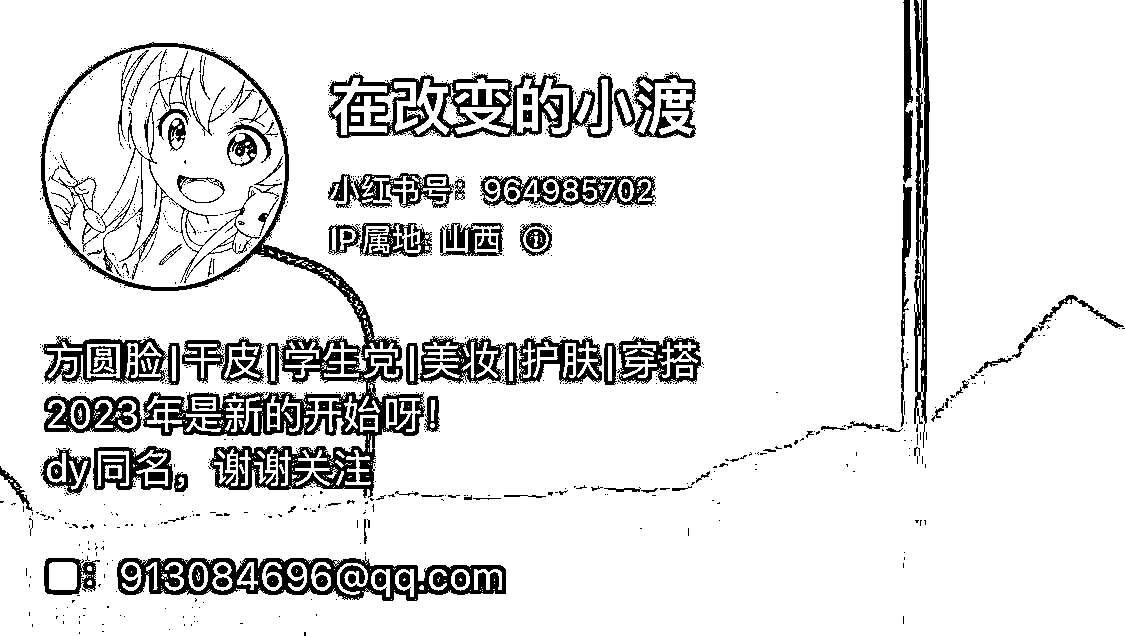 在改变的小渡
小红书号：964985702
IP属地：山西
方圆脸|干皮|学生党|美妆|护肤|穿搭
2023年是新的开始呀！
dy同名，谢谢关注
：913084696@qq.com